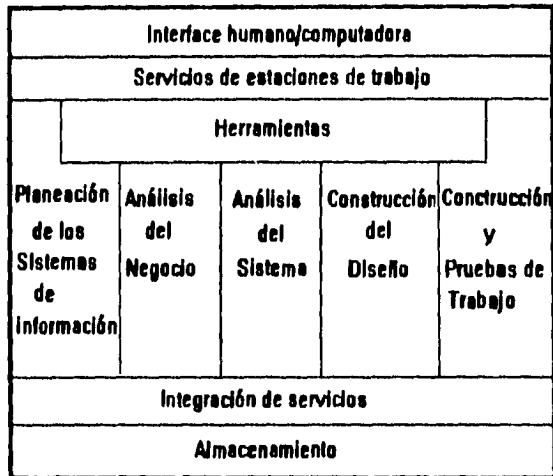 Interface humano/computadora
Servicios de estaciones de trabajo
Herramientas
Planeación
de los
Sistemas
de
información
Análisis
del
Negocio
Análisis
del
Sistema
Construcción
del
Diseño
Conctrucción
y
Pruebas de
Trabajo
Integración de servicios
Almacenamiento